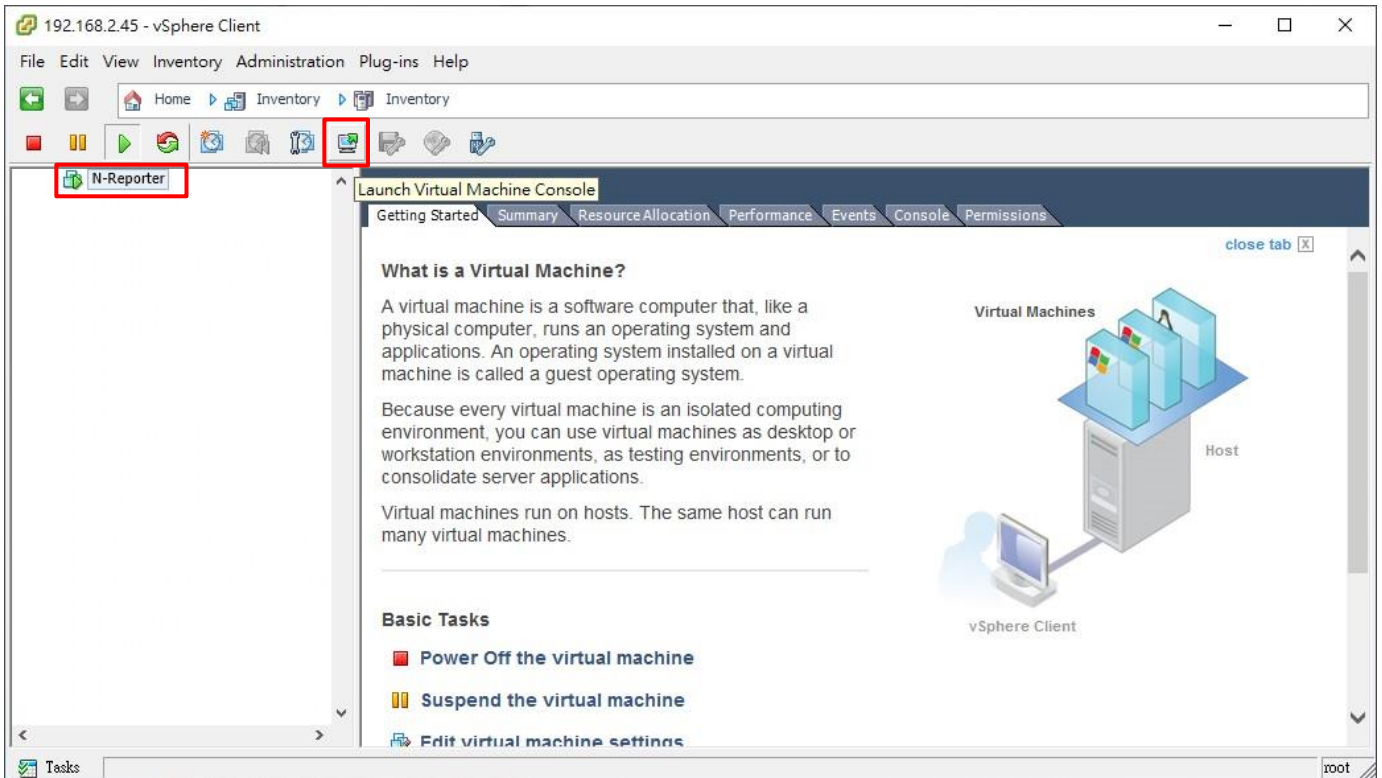 192.168.2.45 - vSphere Client
File Edit View Inventory Administration Plug-ins Help
Home Inventory Inventory
N-Reporter
Launch Virtual Machine Console
Getting Started Summary Resource Allocation Performance Events Console Permissions
close tab X
What is a Virtual Machine?
A virtual machine is a software computer that, like a
physical computer, runs an operating system and
applications. An operating system installed on a virtual
machine is called a guest operating system.
Because every virtual machine is an isolated computing
environment, you can use virtual machines as desktop or
workstation environments, as testing environments, or to
consolidate server applications.
Virtual machines run on hosts. The same host can run
many virtual machines.
Virtual Machines
Host
vSphere Client
Basic Tasks
Power Off the virtual machine
Suspend the virtual machine
Edit virtual machine settings
Tasks
root